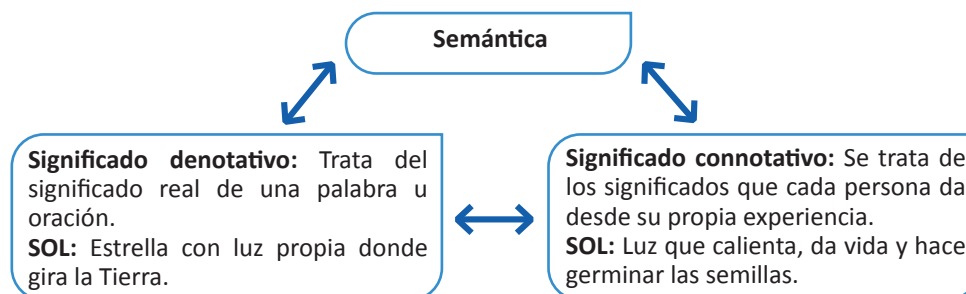 Semántica
Significado denotativo: Trata del
significado real de una palabra u
oración.
SOL: Estrella con luz propia donde
gira la Tierra.
Significado connotativo: Se trata de
los significados que cada persona da
desde su propia experiencia.
SOL: Luz que calienta, da vida y hace
germinar las semillas.